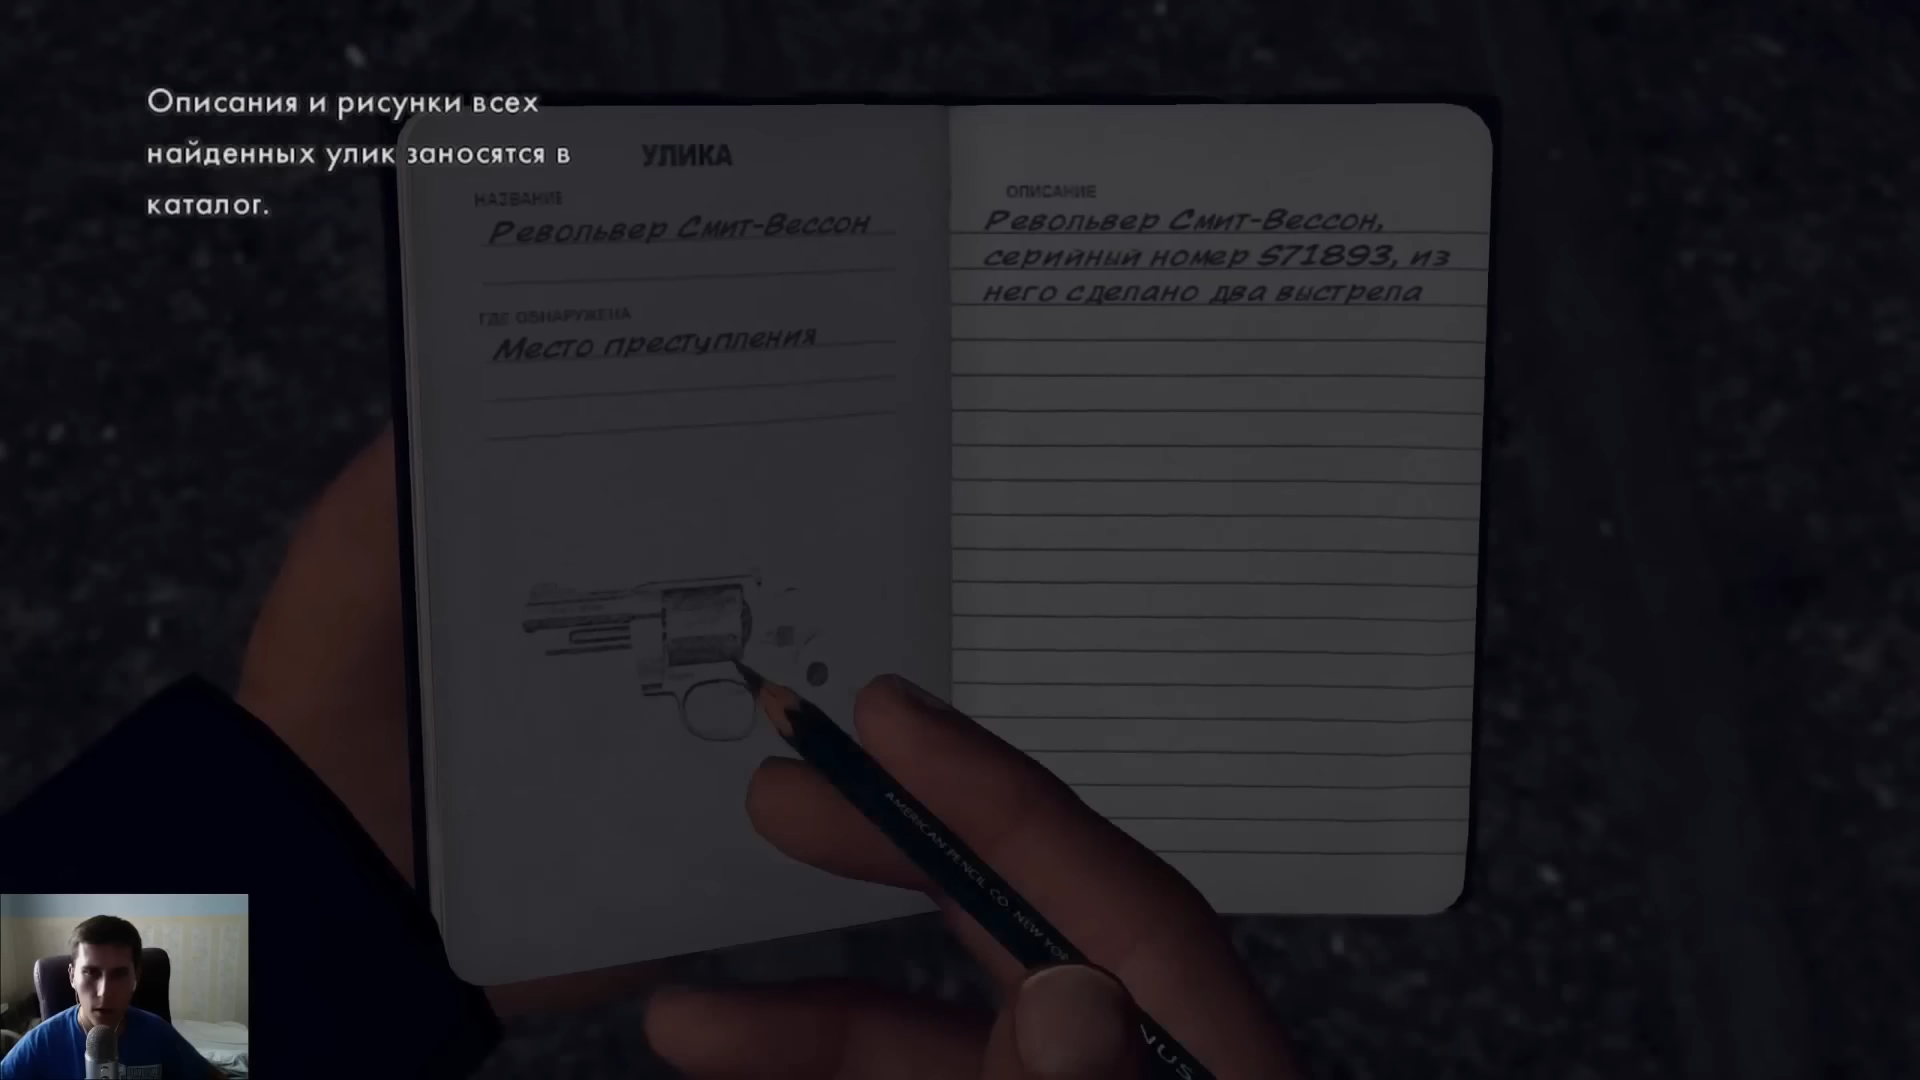 Описания и рисунки всех
найденных улик заносятся в
каталог.
УЛИКА
НАЗВАНИЕ
Револьвер Смит-Вессон
ГДЕ ОБНАРУЖЕНА
Место преступления
ОПИСАНИЕ
Револьвер Смит-Вессон,
серийный номер S71893, из
него сделано два выстрела
AMERICAN PENCIL CO. NEW YOR
NUS